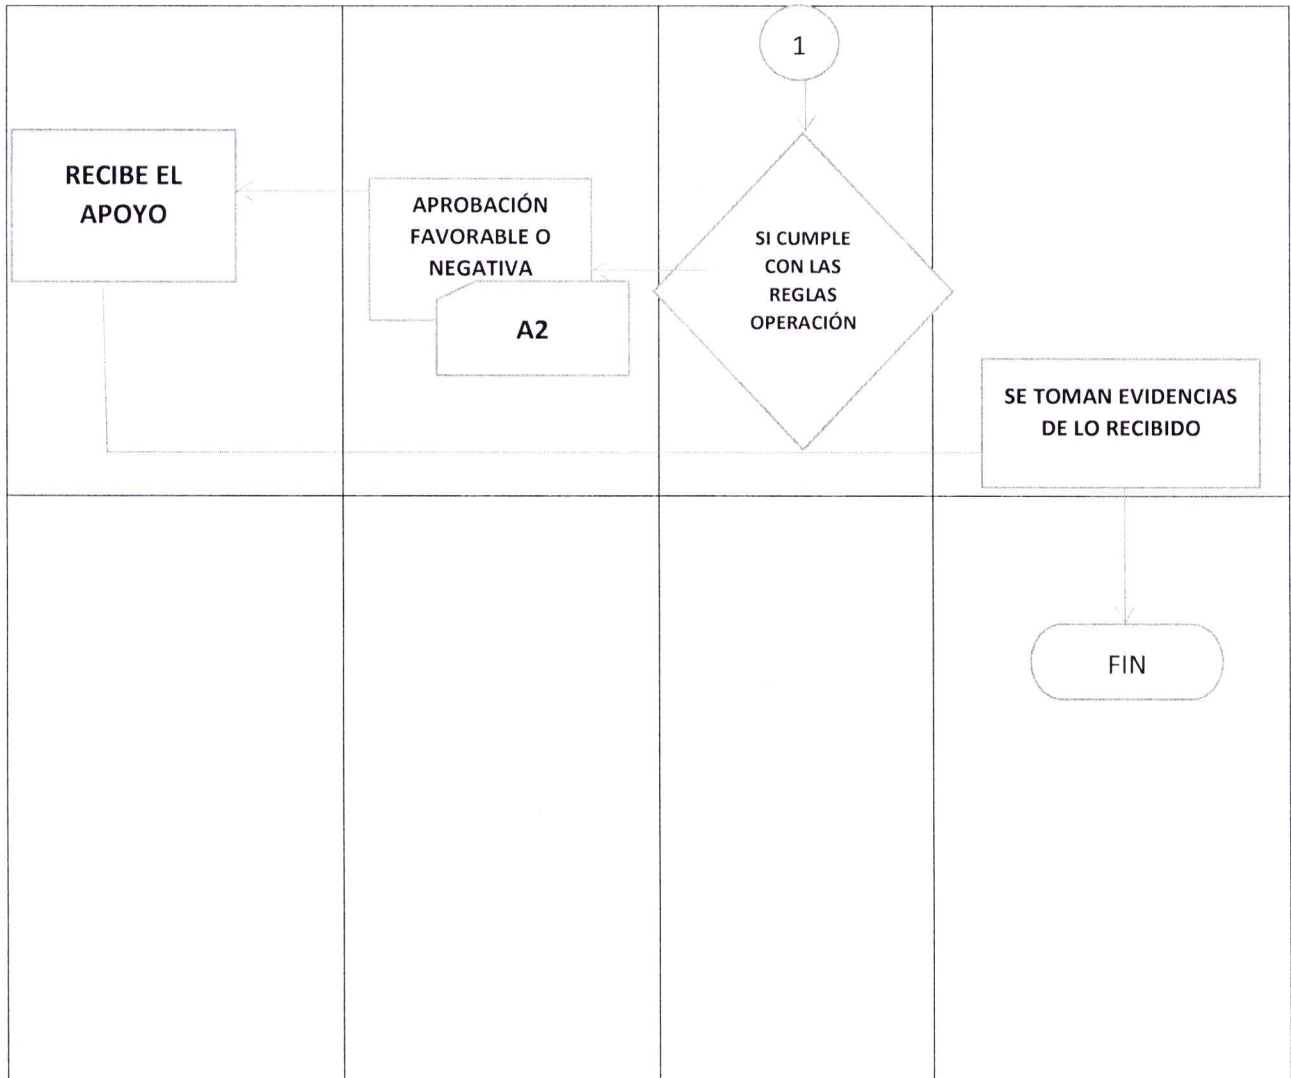 1
RECIBE EL
APOYO
APROBACIÓN
FAVORABLE O
NEGATIVA
A2
SI CUMPLE
CON LAS
REGLAS
OPERACIÓN
SE TOMAN EVIDENCIAS
DE LO RECIBIDO
FIN